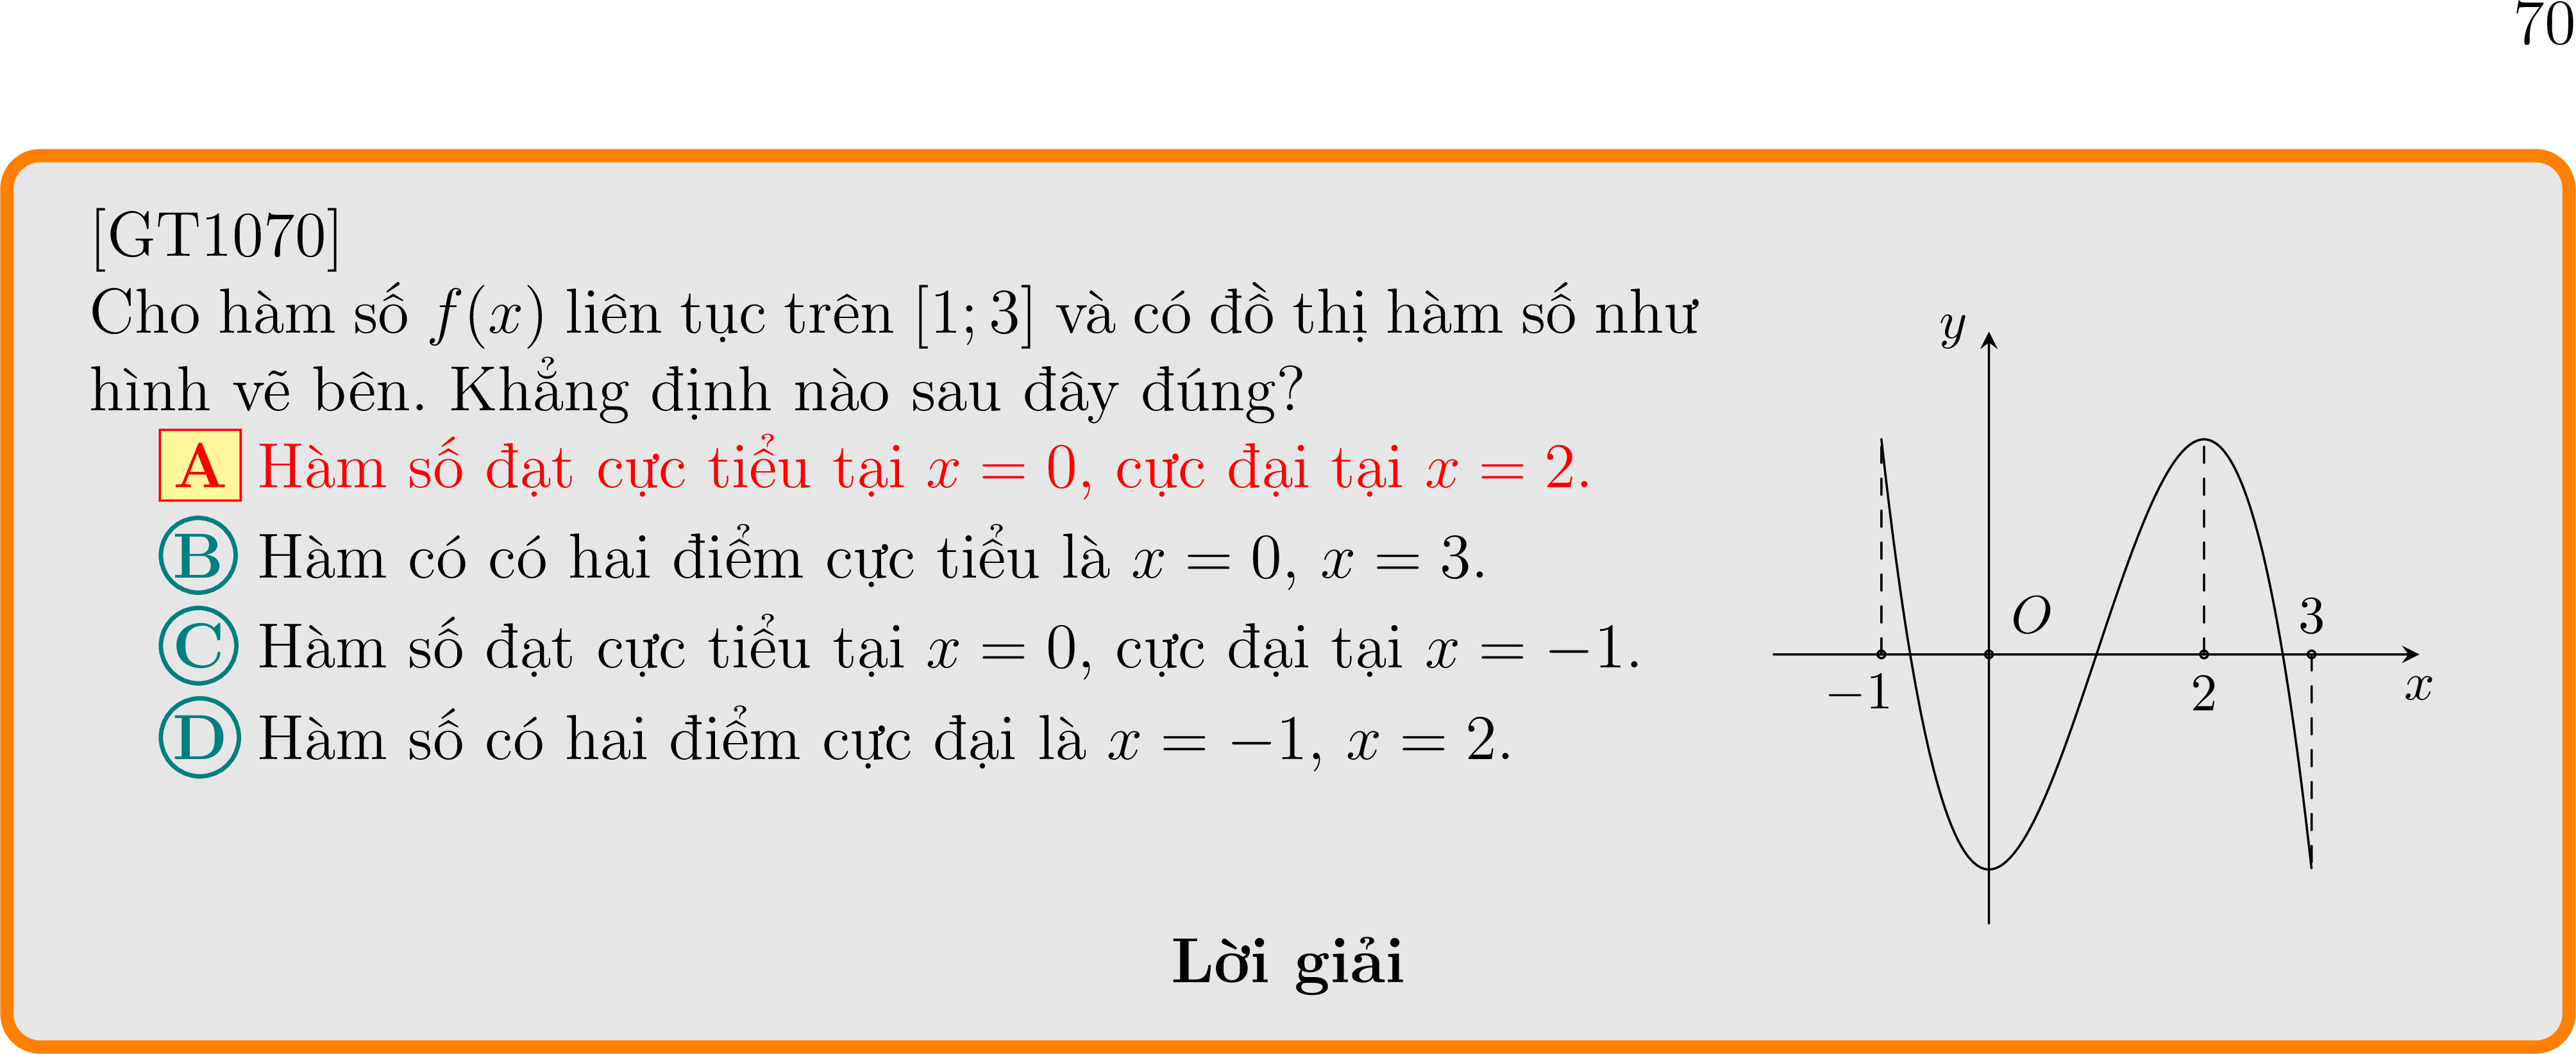 70
[GT1070]
Cho hàm số f(x) liên tục trên [1; 3] và có đồ thị hàm số như
hình vẽ bên. Khẳng định nào sau đây đúng?
A Hàm số đạt cực tiểu tại x = 0, cực đại tại x = 2.
B Hàm có có hai điểm cực tiểu là x = 0, x = 3.
C Hàm số đạt cực tiểu tại x = 0, cực đại tại x = −1.
D Hàm số có hai điểm cực đại là x = −1, x = 2.
y
O
3
−1
2
x
Lời giải